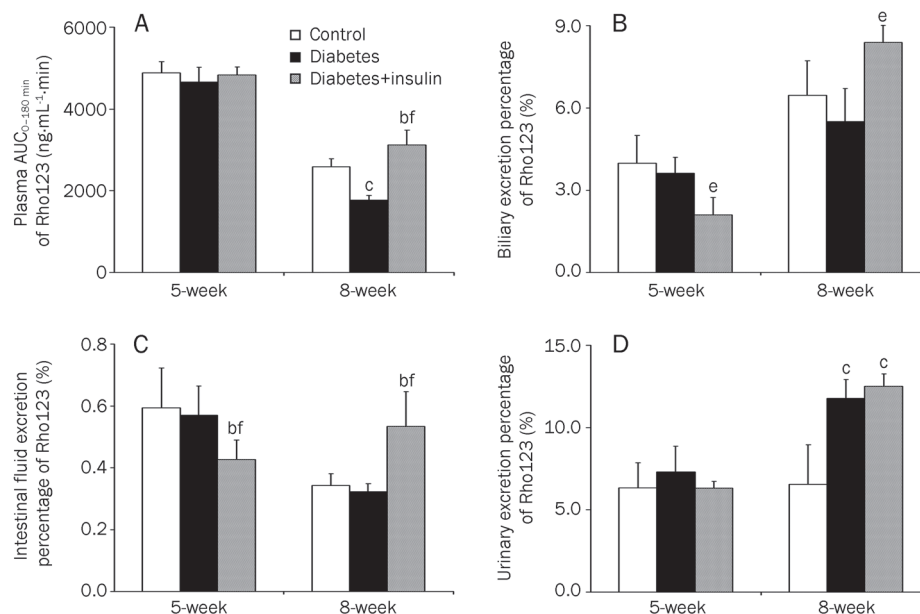 A
Control
Diabetes
Diabetes+insulin
Plasma AUC0–180 min
of Rho123 (ng·mL-1·min)
6000
4000
2000
0
c
bf
5-week
8-week
B
Biliary excretion percentage
of Rho123 (%)
9.0
6.0
3.0
0.0
e
e
5-week
8-week
C
Intestinal fluid excretion
percentage of Rho123 (%)
0.8
0.6
0.4
0.2
0.0
bf
bf
5-week
8-week
D
Urinary excretion percentage
of Rho123 (%)
15.0
10.0
5.0
0.0
c
c
5-week
8-week